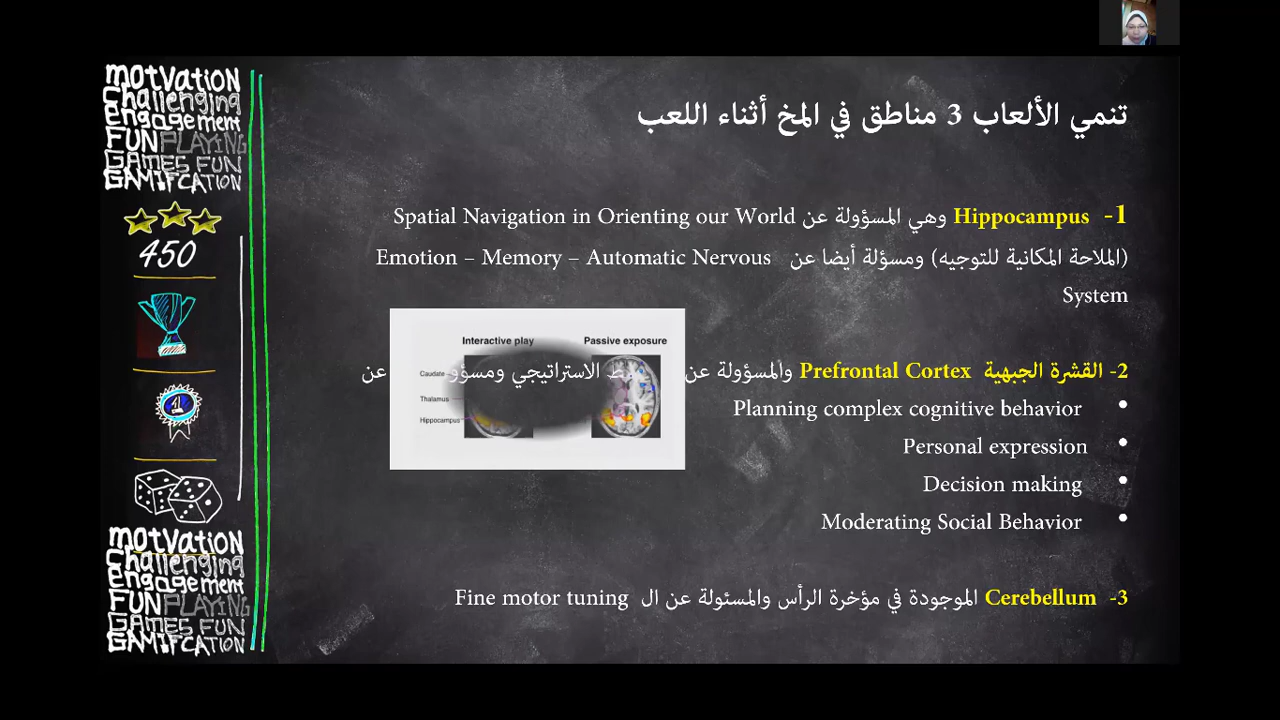 motvation
Challenging
Engagement
FUN PLAYING
GAMES FUN
GAMIFCATION
450
1
motvation
Challenging
Engagement
FUN PLAYING
GAMES FUN
GAMIFCATION
تنمي الألعاب 3 مناطق في المخ أثناء اللعب
1- Hippocampus وهي المسؤولة عن Spatial Navigation in Orienting our World
(الملاحة المكانية للتوجيه) ومسؤلة أيضا عن Emotion – Memory – Automatic Nervous
System
2- القشرة الجبهية Prefrontal Cortex والمسؤولة عن الاستراتيجي عن
• Planning complex cognitive behavior
• Personal expression
• Decision making
• Moderating Social Behavior
Interactive play Passive exposure
Caudate
Thalamus
Hippocampus
3- Cerebellum الموجودة في مؤخرة الرأس والمسئولة عن ال Fine motor tuning